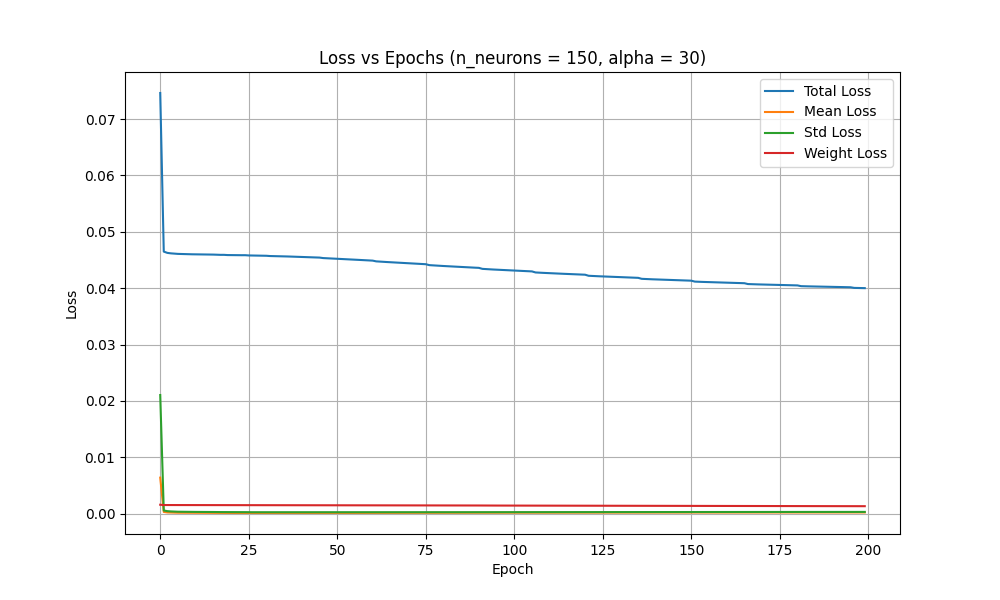 Loss vs Epochs (n_neurons = 150, alpha = 30)
Total Loss
Mean Loss
Std Loss
Weight Loss
0.07
0.06
0.05
0.04
0.03
0.02
0.01
0.00
Loss
0 25 50 75 100 125 150 175 200
Epoch